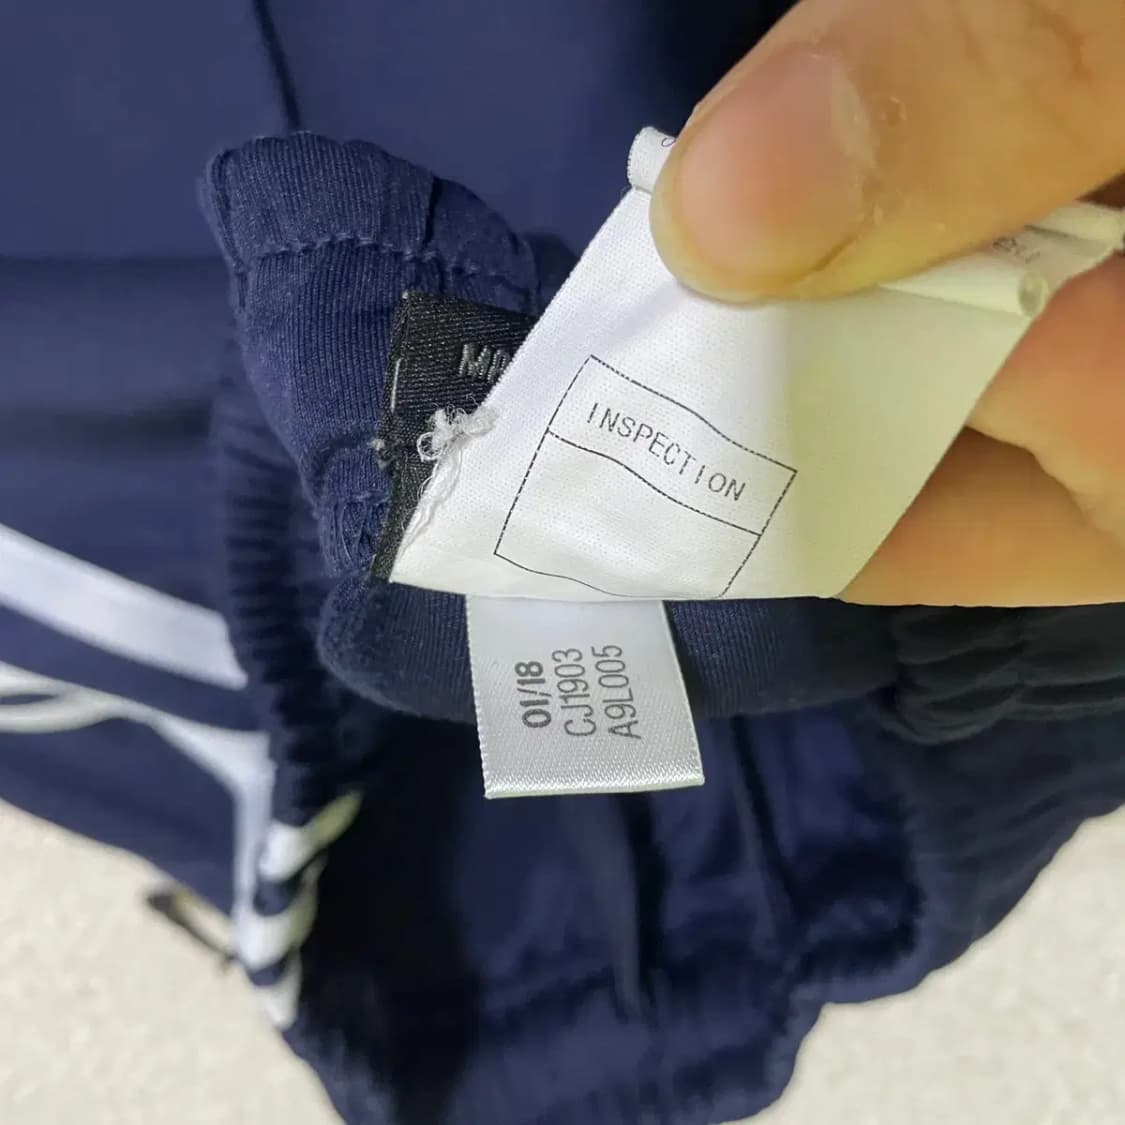 INSPECTION
01/18
CJ1903
A9L005